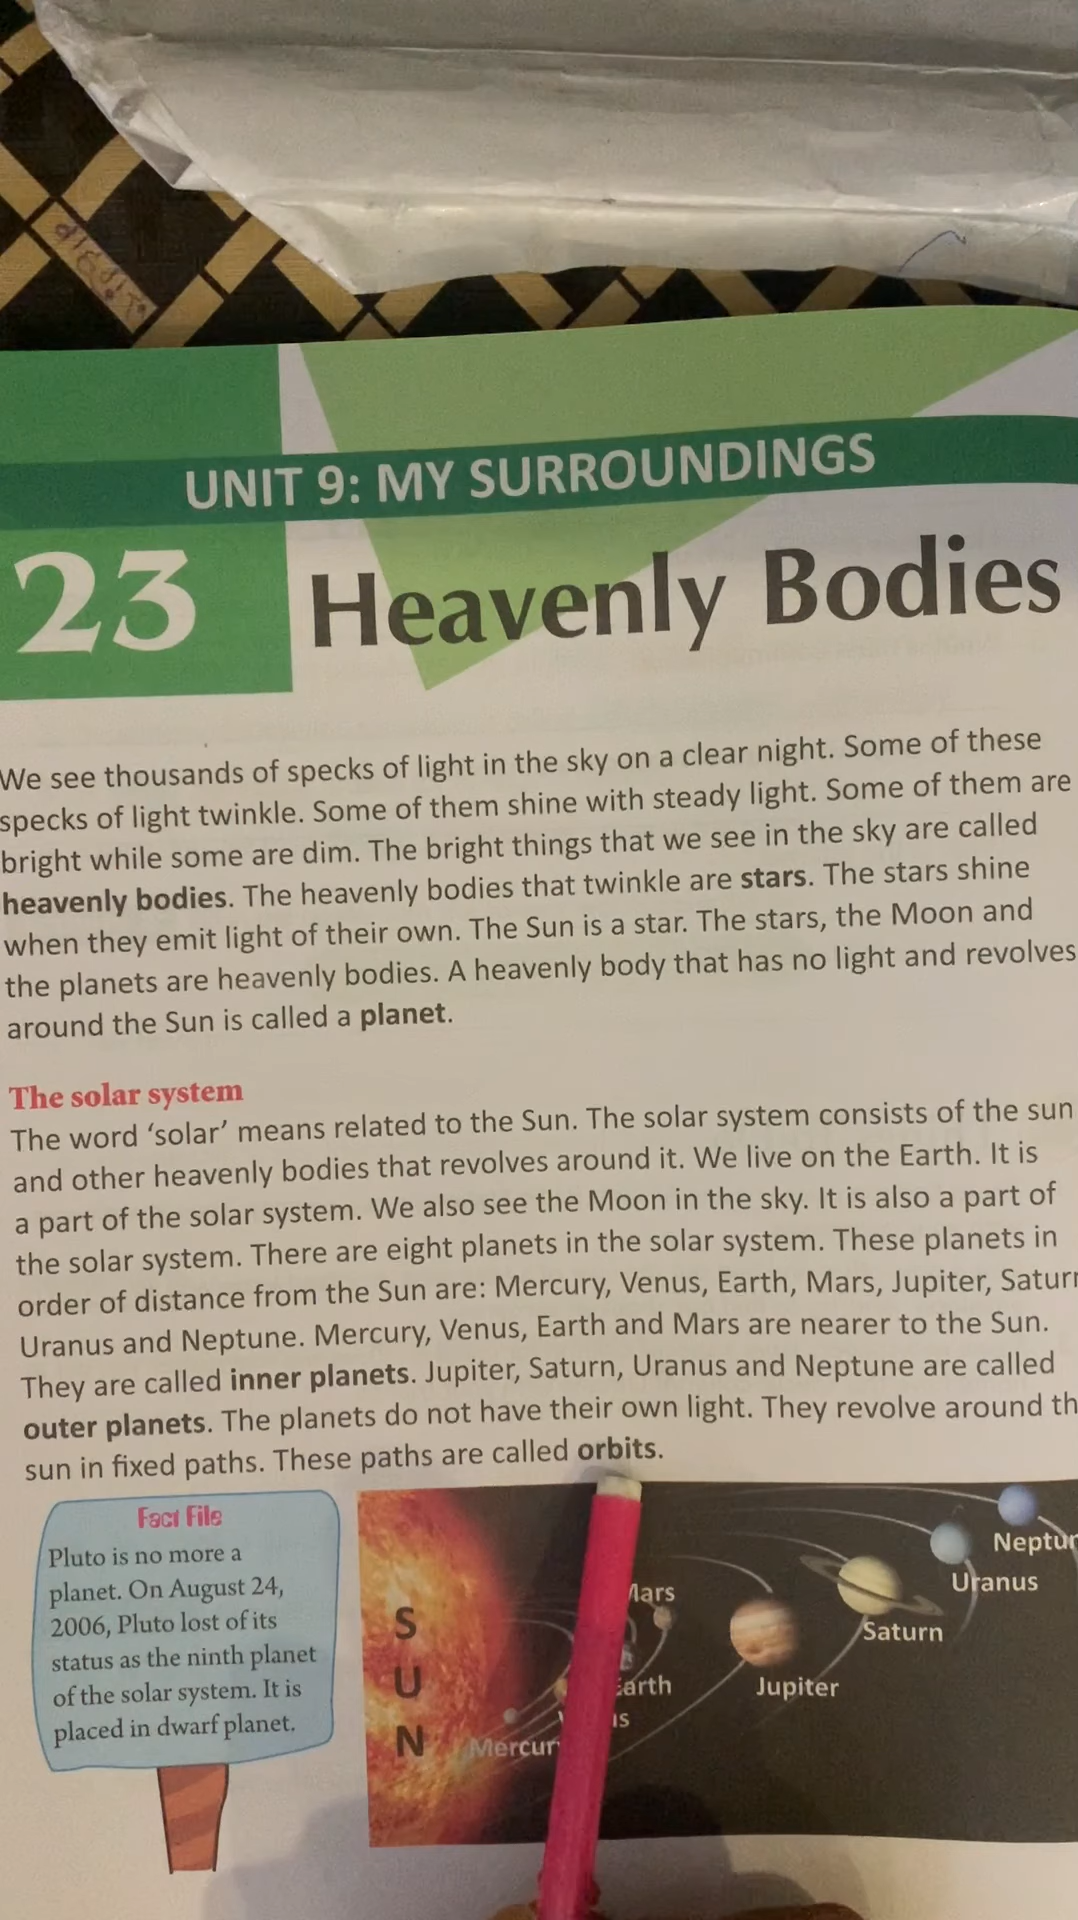 UNIT 9: MY SURROUNDINGS
23 Heavenly Bodies
We see thousands of specks of light in the sky on a clear night. Some of these
specks of light twinkle. Some of them shine with steady light. Some of them are
bright while some are dim. The bright things that we see in the sky are called
heavenly bodies. The heavenly bodies that twinkle are stars. The stars shine
when they emit light of their own. The Sun is a star. The stars, the Moon and
the planets are heavenly bodies. A heavenly body that has no light and revolves
around the Sun is called a planet.
The solar system
The word ‘solar’ means related to the Sun. The solar system consists of the sun
and other heavenly bodies that revolves around it. We live on the Earth. It is
a part of the solar system. We also see the Moon in the sky. It is also a part of
the solar system. There are eight planets in the solar system. These planets in
order of distance from the Sun are: Mercury, Venus, Earth, Mars, Jupiter, Satur
Uranus and Neptune. Mercury, Venus, Earth and Mars are nearer to the Sun.
They are called inner planets. Jupiter, Saturn, Uranus and Neptune are called
outer planets. The planets do not have their own light. They revolve around th
sun in fixed paths. These paths are called orbits.
Fact File
Pluto is no more a
planet. On August 24,
2006, Pluto lost of its
status as the ninth planet
of the solar system. It is
placed in dwarf planet.
SUN
Mercur
us
Earth
Mars
Jupiter
Saturn
Uranus
Neptu